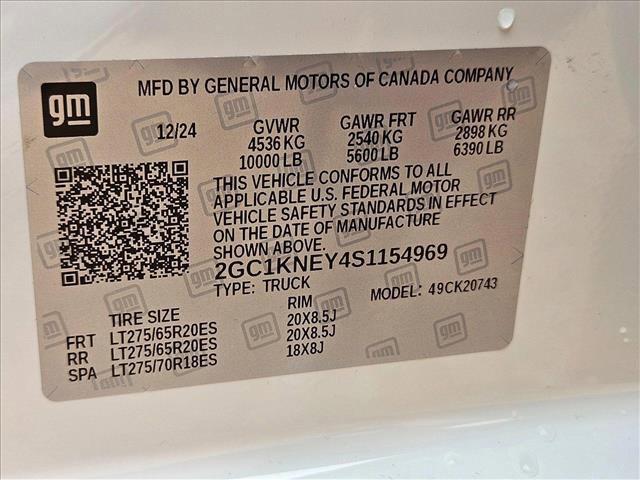 gm
MFD BY GENERAL MOTORS OF CANADA COMPANY
12/24 GVWR GAWR FRT GAWR RR
4536 KG 2540 KG 2898 KG
10000 LB 5600 LB 6390 LB
THIS VEHICLE CONFORMS TO ALL
APPLICABLE U.S. FEDERAL MOTOR
VEHICLE SAFETY STANDARDS IN EFFECT
ON THE DATE OF MANUFACTURE
SHOWN ABOVE.
2GC1KNEY4S1154969
TYPE: TRUCK MODEL: 49CK20743
TIRE SIZE RIM
FRT LT275/65R20ES 20X8.5J
RR LT275/65R20ES 20X8.5J
SPA LT275/70R18ES 18X8J